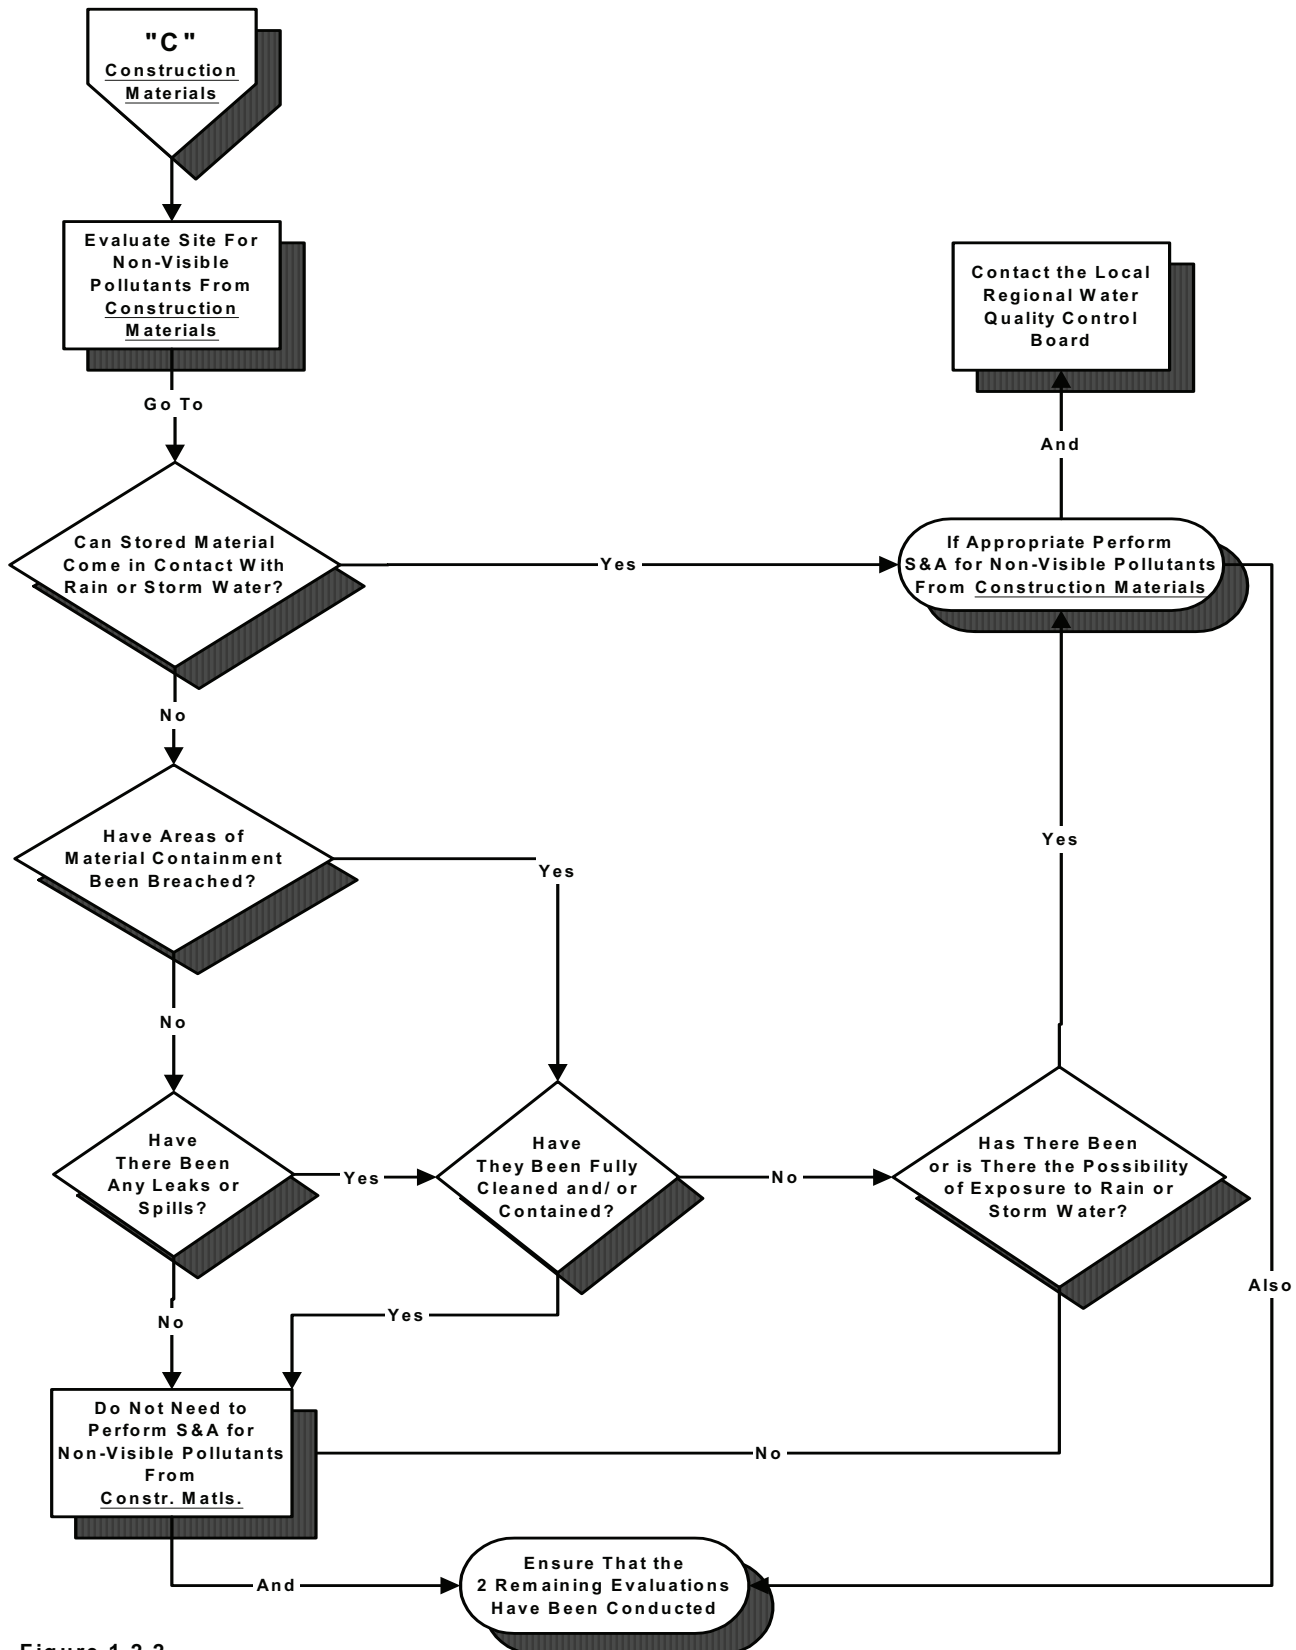 "C"
Construction
Materials
Evaluate Site For
Non-Visible
Pollutants From
Construction
Materials
Contact the Local
Regional Water
Quality Control
Board
Go To
And
Can Stored Material
Come in Contact With
Rain or Storm Water?
Yes
If Appropriate Perform
S&A for Non-Visible Pollutants
From Construction Materials
No
Have Areas of
Material Containment
Been Breached?
Yes
Yes
No
Have
There Been
Any Leaks or
Spills?
Yes
Have
They Been Fully
Cleaned and/ or
Contained?
No
Has There Been
or is There the Possibility
of Exposure to Rain or
Storm Water?
Also
No
Yes
Do Not Need to
Perform S&A for
Non-Visible Pollutants
From
Constr. Matls.
No
And
Ensure That the
2 Remaining Evaluations
Have Been Conducted